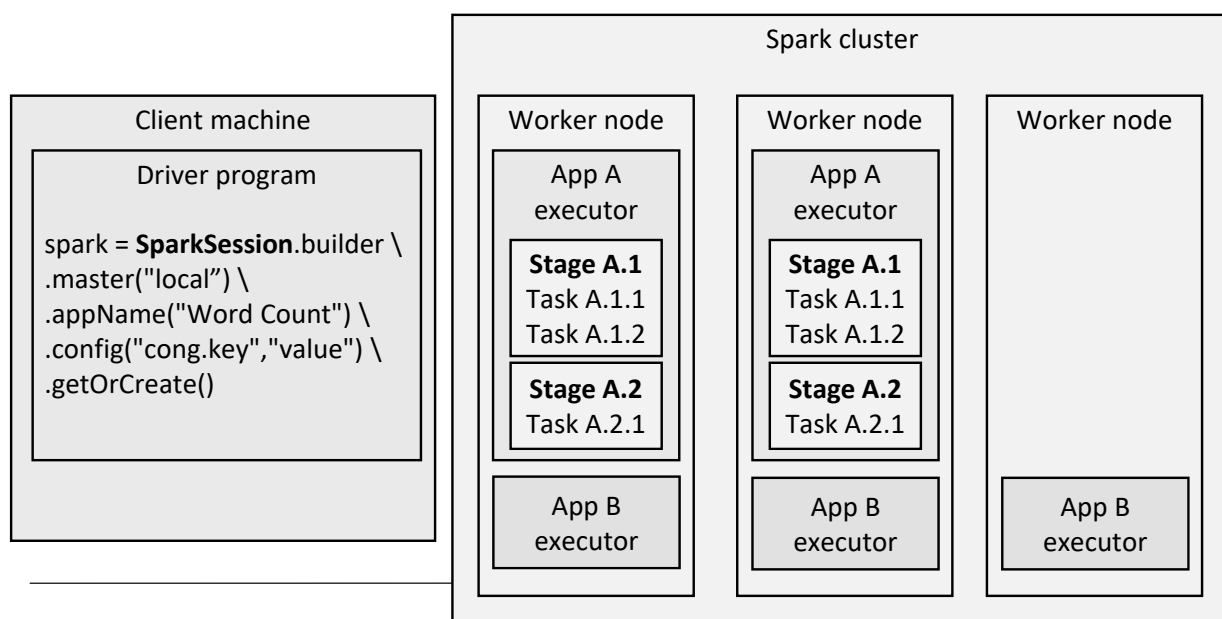 Spark cluster
Client machine
Driver program
spark = SparkSession.builder \
.master("local”) \
.appName("Word Count") \
.config("cong.key","value") \
.getOrCreate()
Worker node
App A
executor
Stage A.1
Task A.1.1
Task A.1.2
Stage A.2
Task A.2.1
App B
executor
Worker node
App A
executor
Stage A.1
Task A.1.1
Task A.1.2
Stage A.2
Task A.2.1
App B
executor
Worker node
App B
executor